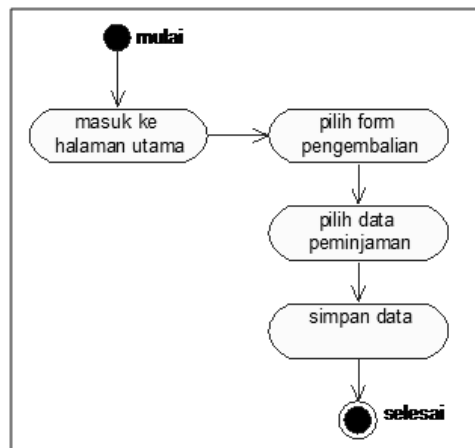 mulai
masuk ke
halaman utama
pilih form
pengembalian
pilih data
peminjaman
simpan data
selesai